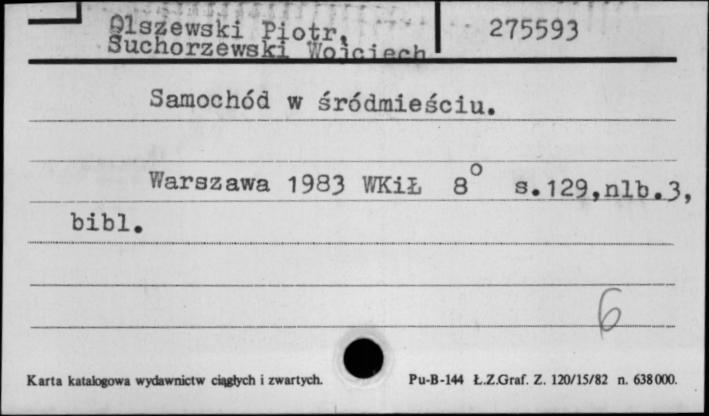 Olszewski Piotr, 275593
Suchorzewski Wojciech
Samochód w śródmieściu.
Warszawa 1983 WKiŁ 8° s.129,nlb.3,
bibl.
6
Karta katalogowa wydawnictw ciągłych i zwartych. Pu-B-144 Ł.Z.Graf. Z. 120/15/82 n. 638000.